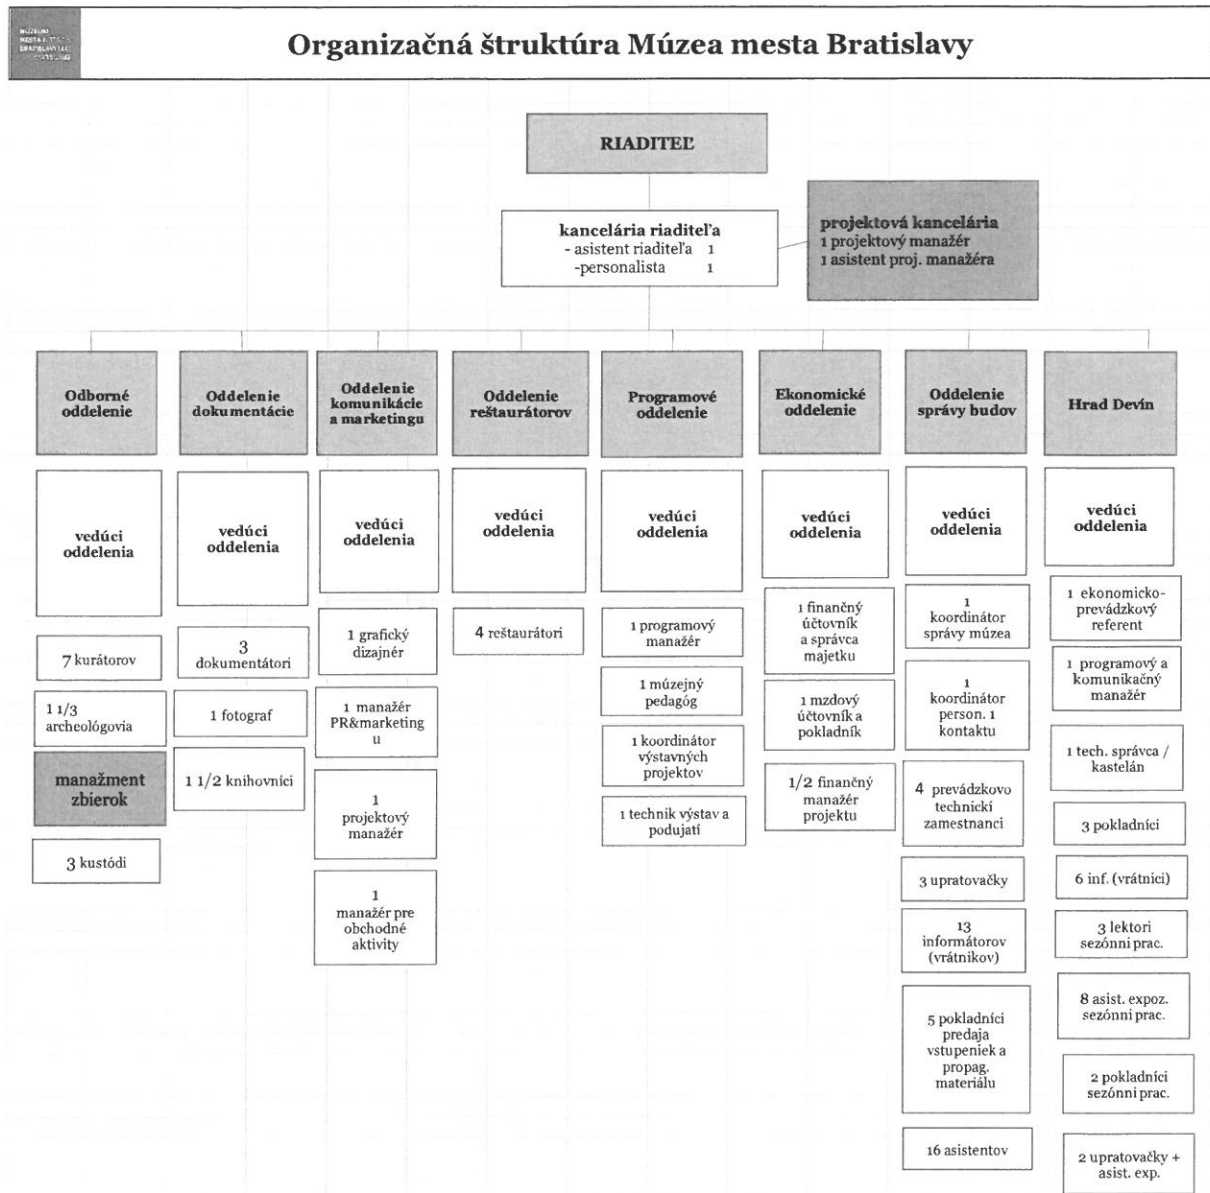 MÚZEUM
MESTA
BRATISLAVY
Organizačná štruktúra Múzea mesta Bratislavy
RIADITEĽ
kancelária riaditeľa
- asistent riaditeľa 1
-personalista 1
projektová kancelária
1 projektový manažér
1 asistent proj. manažéra
Odborné
oddelenie
vedúci
oddelenia
7 kurátorov
1 1/3
archeológovia
manažment
zbierok
3 kustódi
Oddelenie
dokumentácie
vedúci
oddelenia
3
dokumentátori
1 fotograf
1 1/2 knihovníci
Oddelenie
komunikácie
a marketingu
vedúci
oddelenia
1 grafický
dizajnér
1 manažér
PR&marketing
u
1
projektový
manažér
1
manažér pre
obchodné
aktivity
Oddelenie
reštaurátorov
vedúci
oddelenia
4 reštaurátori
Programové
oddelenie
vedúci
oddelenia
1 programový
manažér
1 múzejný
pedagóg
1 koordinátor
výstavných
projektov
1 technik výstav a
podujatí
Ekonomické
oddelenie
vedúci
oddelenia
1 finančný
účtovník
a správca
majetku
1 mzdový
účtovník a
pokladník
1/2 finančný
manažér
projektu
Oddelenie
správy budov
vedúci
oddelenia
1
koordinátor
správy múzea
1
koordinátor
person. 1
kontaktu
4 prevádzkovo
technickí
zamestnanci
3 upratovačky
13
informátorov
(vrátnikov)
5 pokladníci
predaja
vstupeniek a
propag.
materiálu
16 asistentov
Hrad Devín
vedúci
oddelenia
1 ekonomicko-
prevádzkový
referent
1 programový a
komunikačný
manažér
1 tech. správca /
kastelán
3 pokladníci
6 inf. (vrátnici)
3 lektori
sezónni prac.
8 asist. expoz.
sezónni prac.
2 pokladníci
sezónni prac.
2 upratovačky +
asist. exp.